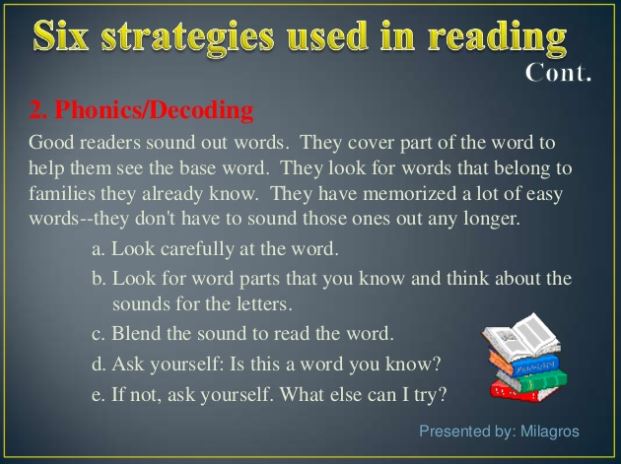 Six strategies used in reading
Cont.
2. Phonics/Decoding
Good readers sound out words. They cover part of the word to
help them see the base word. They look for words that belong to
families they already know. They have memorized a lot of easy
words--they don't have to sound those ones out any longer.
a. Look carefully at the word.
b. Look for word parts that you know and think about the
sounds for the letters.
c. Blend the sound to read the word.
d. Ask yourself: Is this a word you know?
e. If not, ask yourself. What else can I try?
Presented by: Milagros